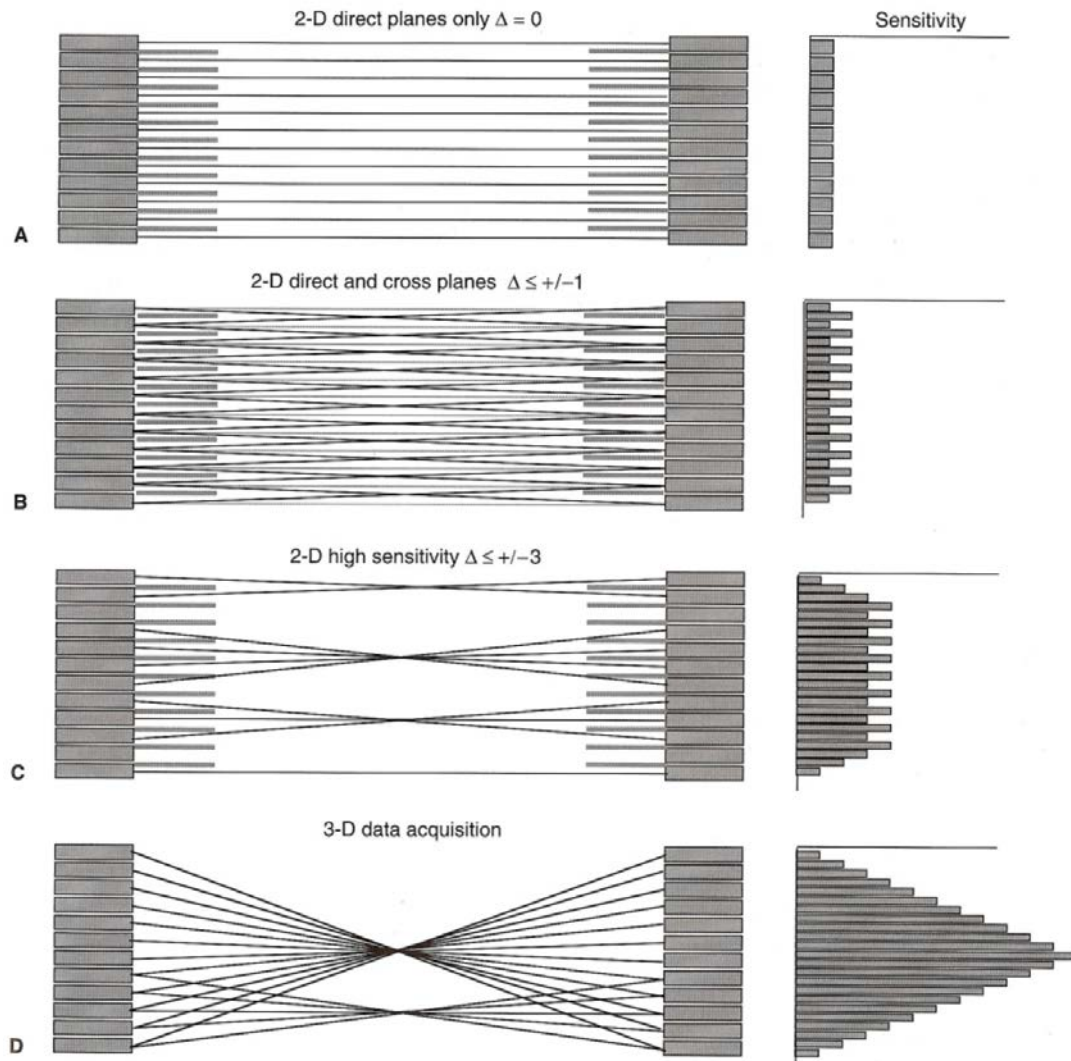 2-D direct planes only Δ = 0
Sensitivity
A
2-D direct and cross planes Δ ≤ +/−1
B
2-D high sensitivity Δ ≤ +/−3
C
3-D data acquisition
D